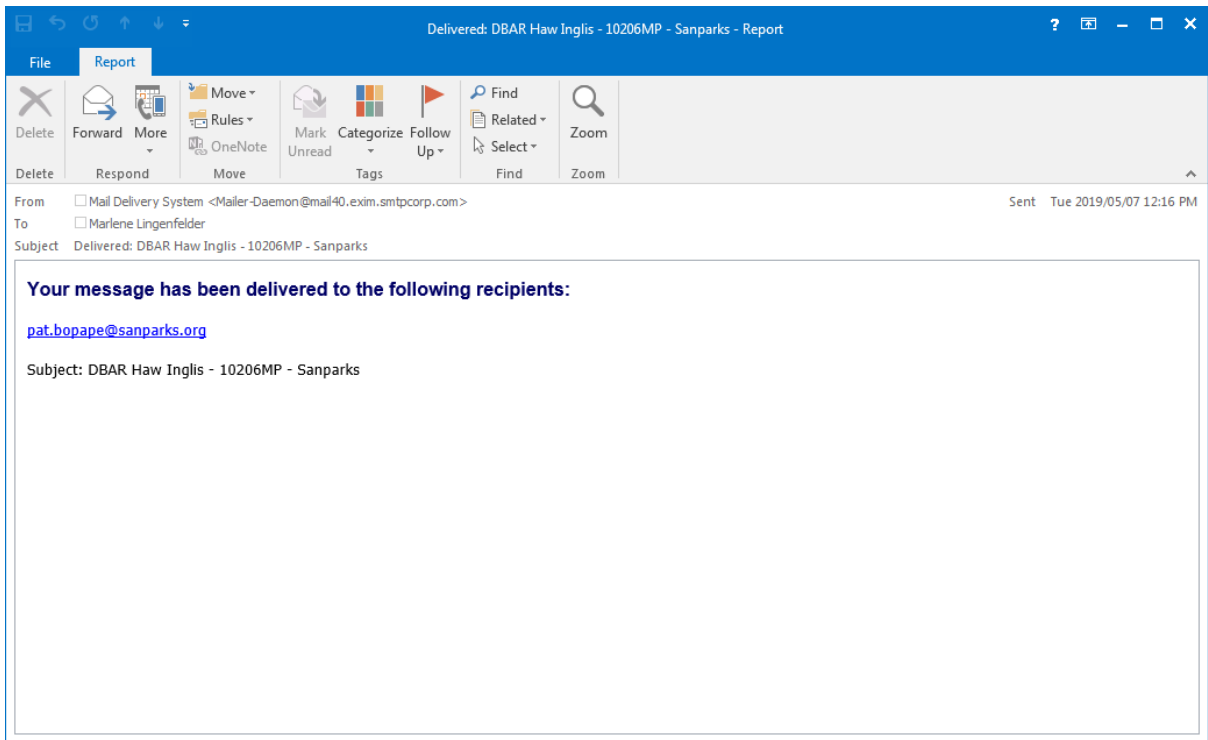 Delivered: DBAR Haw Inglis - 10206MP - Sanparks - Report
?
File Report
Delete
Forward
More
Move
Rules
OneNote
Mark Unread
Categorize
Follow Up
Find
Related
Select
Zoom
Delete Respond Move Tags Find Zoom
From Mail Delivery System <Mailer-Daemon@mail40.exim.smtpcorp.com> Sent Tue 2019/05/07 12:16 PM
To Marlene Lingenfelder
Subject Delivered: DBAR Haw Inglis - 10206MP - Sanparks
Your message has been delivered to the following recipients:
pat.bopape@sanparks.org
Subject: DBAR Haw Inglis - 10206MP - Sanparks